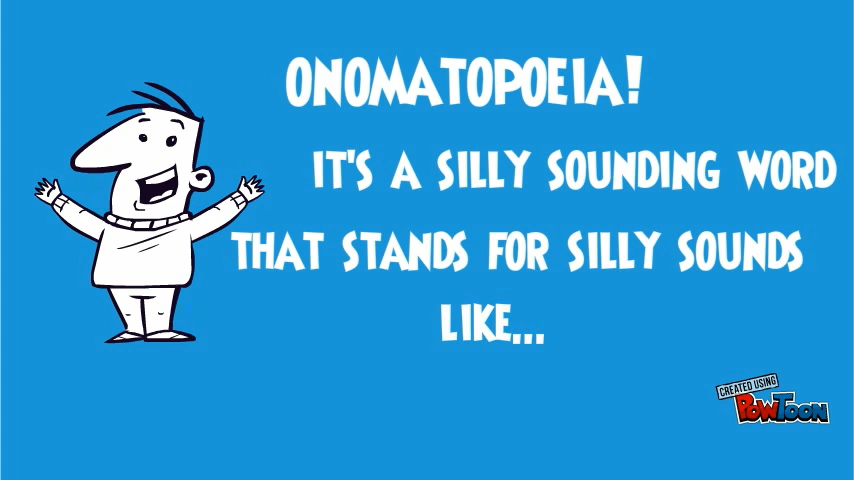 ONOMATOPOEIA!
IT'S A SILLY SOUNDING WORD
THAT STANDS FOR SILLY SOUNDS
LIKE...
CREATED USING
POWTOON